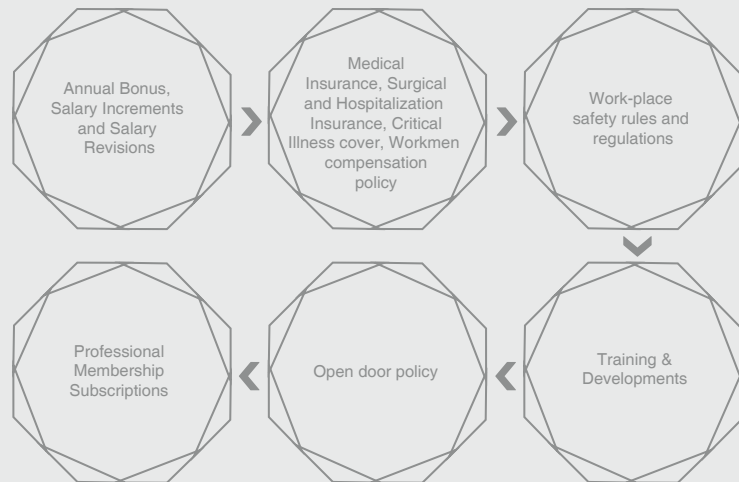 Annual Bonus,
Salary Increments
and Salary
Revisions
Medical
Insurance, Surgical
and Hospitalization
Insurance, Critical
Illness cover, Workmen
compensation
policy
Work-place
safety rules and
regulations
Training &
Developments
Open door policy
Professional
Membership
Subscriptions